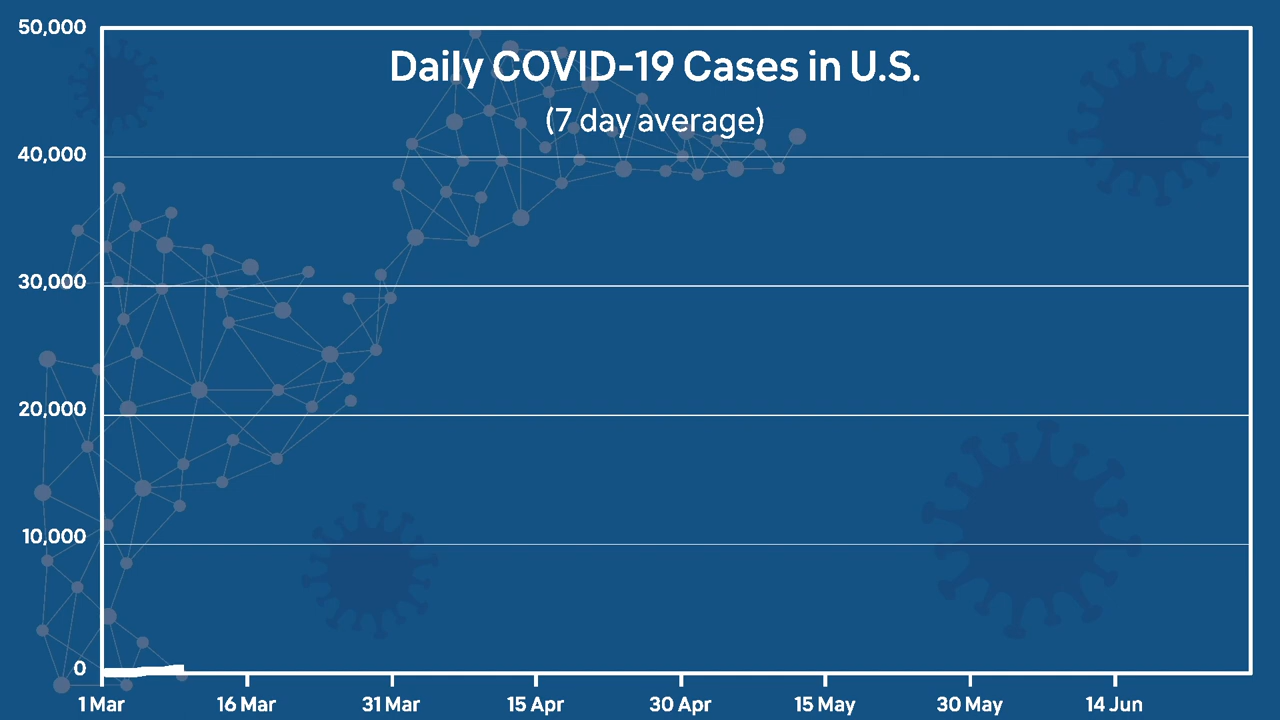 Daily COVID-19 Cases in U.S.
(7 day average)
50,000
40,000
30,000
20,000
10,000
0
1 Mar
16 Mar
31 Mar
15 Apr
30 Apr
15 May
30 May
14 Jun